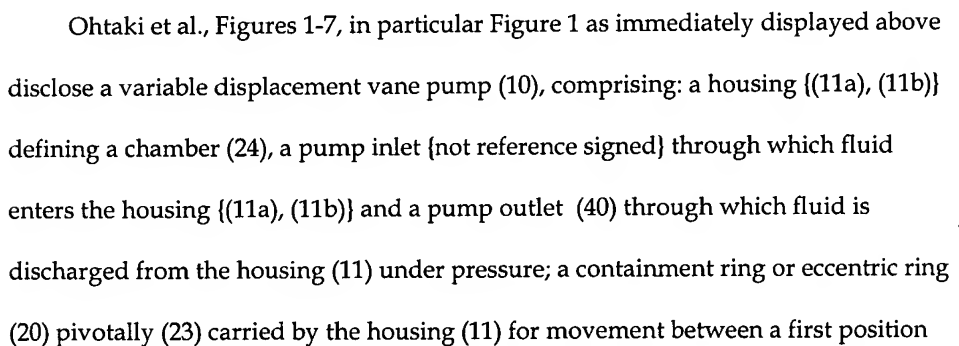 Ohtaki et al., Figures 1-7, in particular Figure 1 as immediately displayed above
disclose a variable displacement vane pump (10), comprising: a housing {(11a), (11b)}
defining a chamber (24), a pump inlet {not reference signed} through which fluid
enters the housing {(11a), (11b)} and a pump outlet (40) through which fluid is
discharged from the housing (11) under pressure; a containment ring or eccentric ring
(20) pivotally (23) carried by the housing (11) for movement between a first position